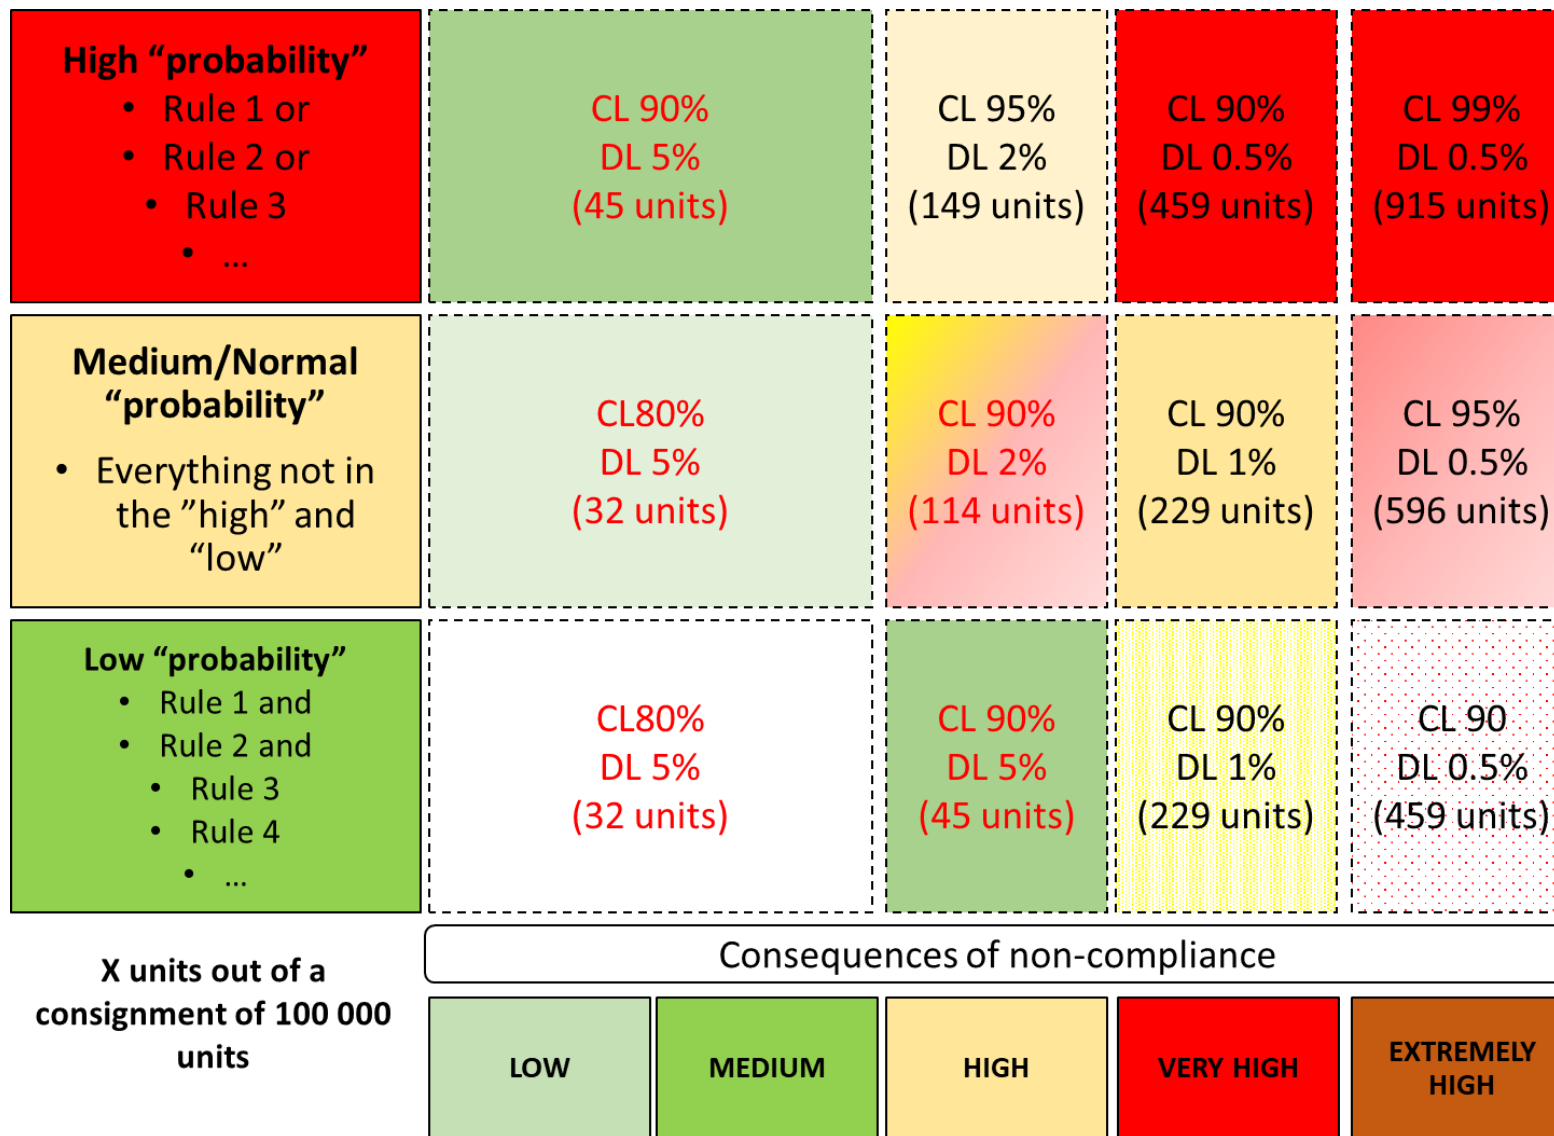 High “probability”
• Rule 1 or
• Rule 2 or
• Rule 3
• ...
CL 90%
DL 5%
(45 units)
CL 95%
DL 2%
(149 units)
CL 90%
DL 0.5%
(459 units)
CL 99%
DL 0.5%
(915 units)
Medium/Normal
“probability”
• Everything not in
the ”high” and
“low”
CL80%
DL 5%
(32 units)
CL 90%
DL 2%
(114 units)
CL 90%
DL 1%
(229 units)
CL 95%
DL 0.5%
(596 units)
Low “probability”
• Rule 1 and
• Rule 2 and
• Rule 3
• Rule 4
• ...
CL80%
DL 5%
(32 units)
CL 90%
DL 5%
(45 units)
CL 90%
DL 1%
(229 units)
CL 90
DL 0.5%
(459 units)
X units out of a
consignment of 100 000
units
Consequences of non-compliance
LOW
MEDIUM
HIGH
VERY HIGH
EXTREMELY
HIGH